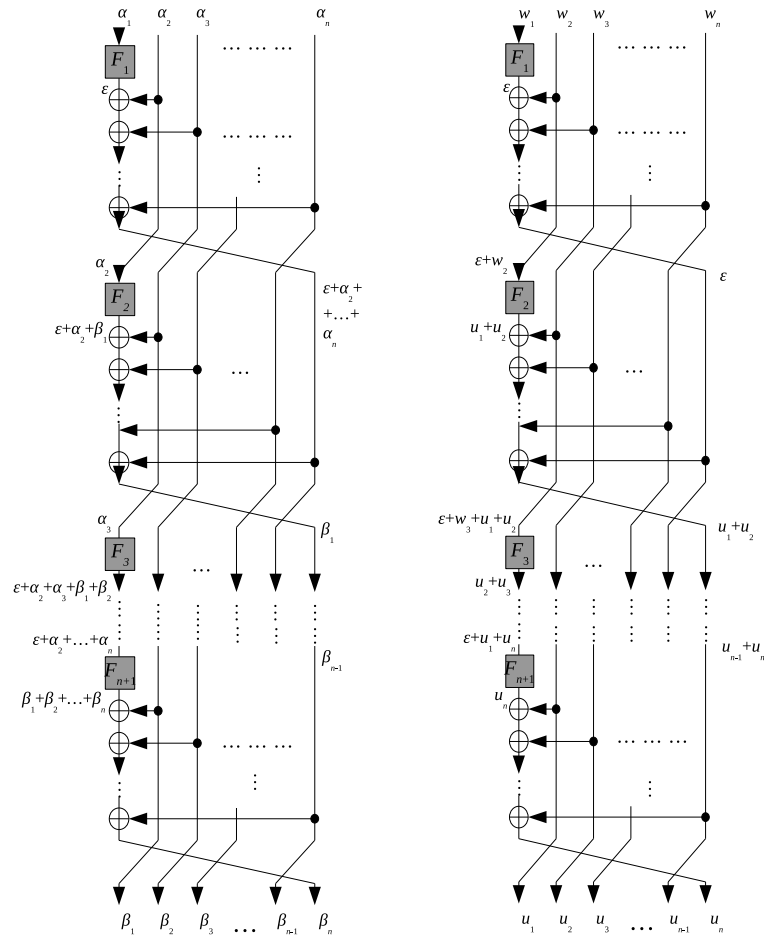 α₁ α₂ α₃ αₙ
… … …
F₁
ε
… … …
⋮
⋮
α₂
F₂
ε+α₂+
+…+
αₙ
ε+α₂+β₁
…
⋮
α₃
β₁
F₃
…
ε+α₂+α₃+β₁+β₂
ε+α₂+…+αₙ
βₙ₋₁
Fₙ₊₁
β₁+β₂+…+βₙ
… … …
⋮
⋮
β₁ β₂ β₃ … βₙ₋₁ βₙ
w₁ w₂ w₃ wₙ
… … …
F₁
ε
… … …
⋮
⋮
ε+w₂
ε
F₂
u₁+u₂
…
⋮
ε+w₃+u₁+u₂
u₁+u₂
F₃
…
u₂+u₃
ε+u₁+uₙ
uₙ₋₁+uₙ
Fₙ₊₁
uₙ
… … …
⋮
⋮
u₁ u₂ u₃ … uₙ₋₁ uₙ